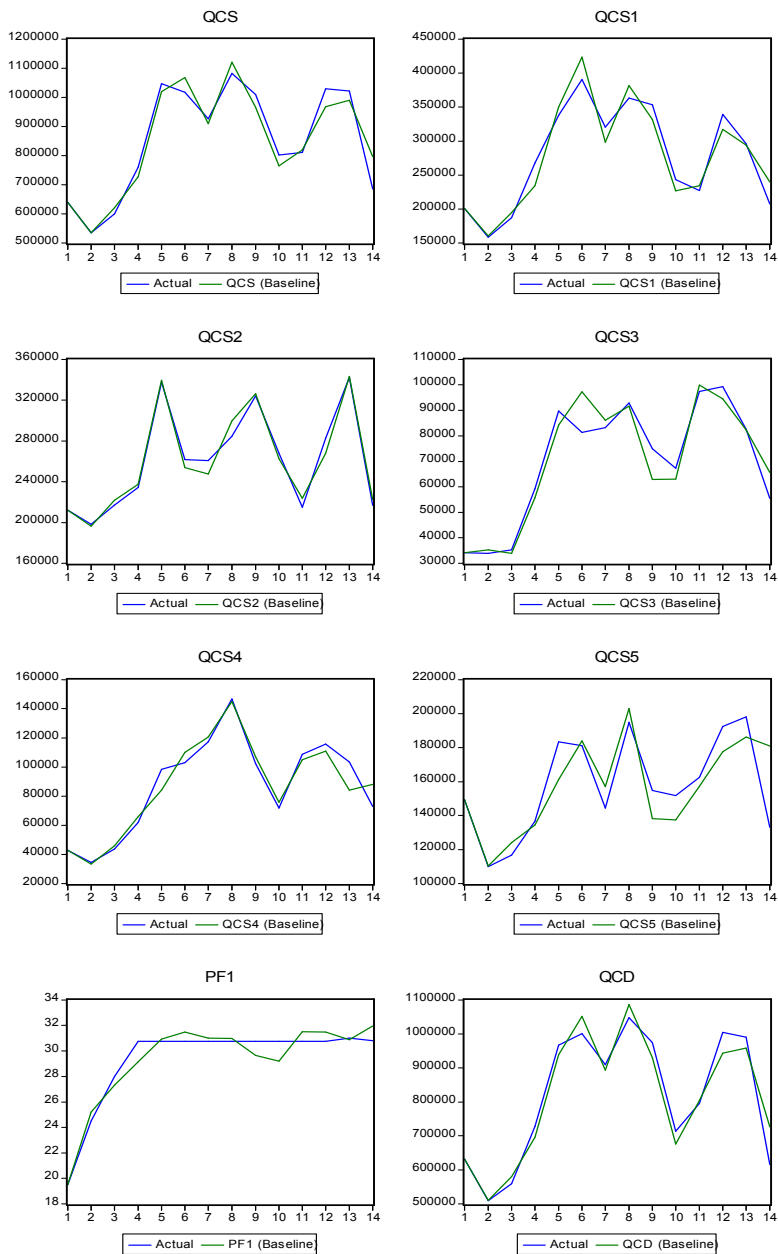 QCS
1200000
1100000
1000000
900000
800000
700000
600000
500000
1 2 3 4 5 6 7 8 9 10 11 12 13 14
Actual QCS (Baseline)
QCS1
450000
400000
350000
300000
250000
200000
150000
1 2 3 4 5 6 7 8 9 10 11 12 13 14
Actual QCS1 (Baseline)
QCS2
360000
320000
280000
240000
200000
160000
1 2 3 4 5 6 7 8 9 10 11 12 13 14
Actual QCS2 (Baseline)
QCS3
110000
100000
90000
80000
70000
60000
50000
40000
30000
1 2 3 4 5 6 7 8 9 10 11 12 13 14
Actual QCS3 (Baseline)
QCS4
160000
140000
120000
100000
80000
60000
40000
20000
1 2 3 4 5 6 7 8 9 10 11 12 13 14
Actual QCS4 (Baseline)
QCS5
220000
200000
180000
160000
140000
120000
100000
1 2 3 4 5 6 7 8 9 10 11 12 13 14
Actual QCS5 (Baseline)
PF1
34
32
30
28
26
24
22
20
18
1 2 3 4 5 6 7 8 9 10 11 12 13 14
Actual PF1 (Baseline)
QCD
1100000
1000000
900000
800000
700000
600000
500000
1 2 3 4 5 6 7 8 9 10 11 12 13 14
Actual QCD (Baseline)